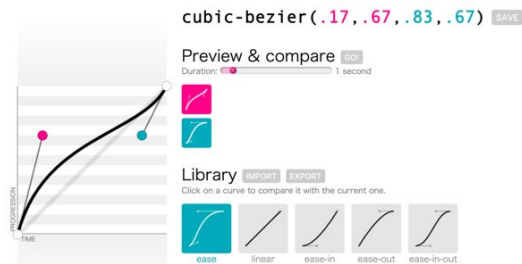 cubic-bezier(.17,.67,.83,.67) SAVE
Preview & compare GO!
Duration: 1 second
Library IMPORT EXPORT
Click on a curve to compare it with the current one.
PROGRESSION
TIME
ease linear ease-in ease-out ease-in-out